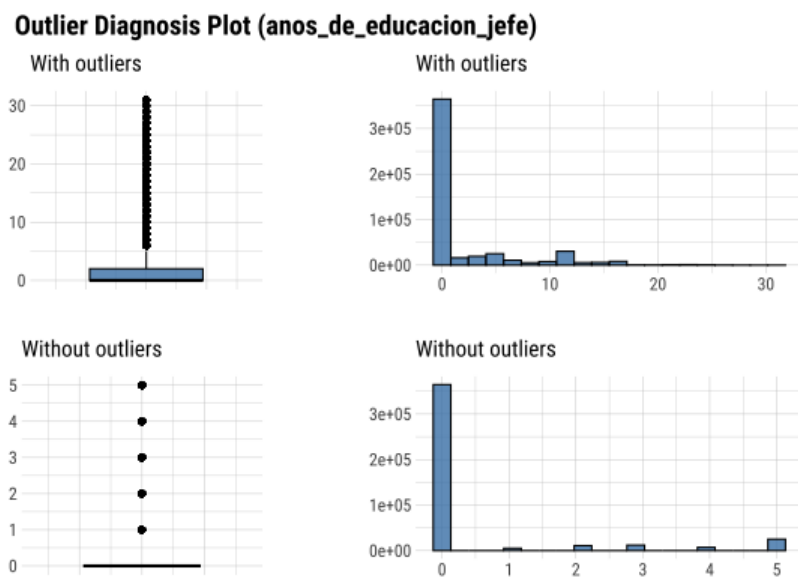 Outlier Diagnosis Plot (anos_de_educacion_jefe)
With outliers
30
20
10
0
With outliers
3e+05
2e+05
1e+05
0e+00
0 10 20 30
Without outliers
5
4
3
2
1
0
Without outliers
3e+05
2e+05
1e+05
0e+00
0 1 2 3 4 5